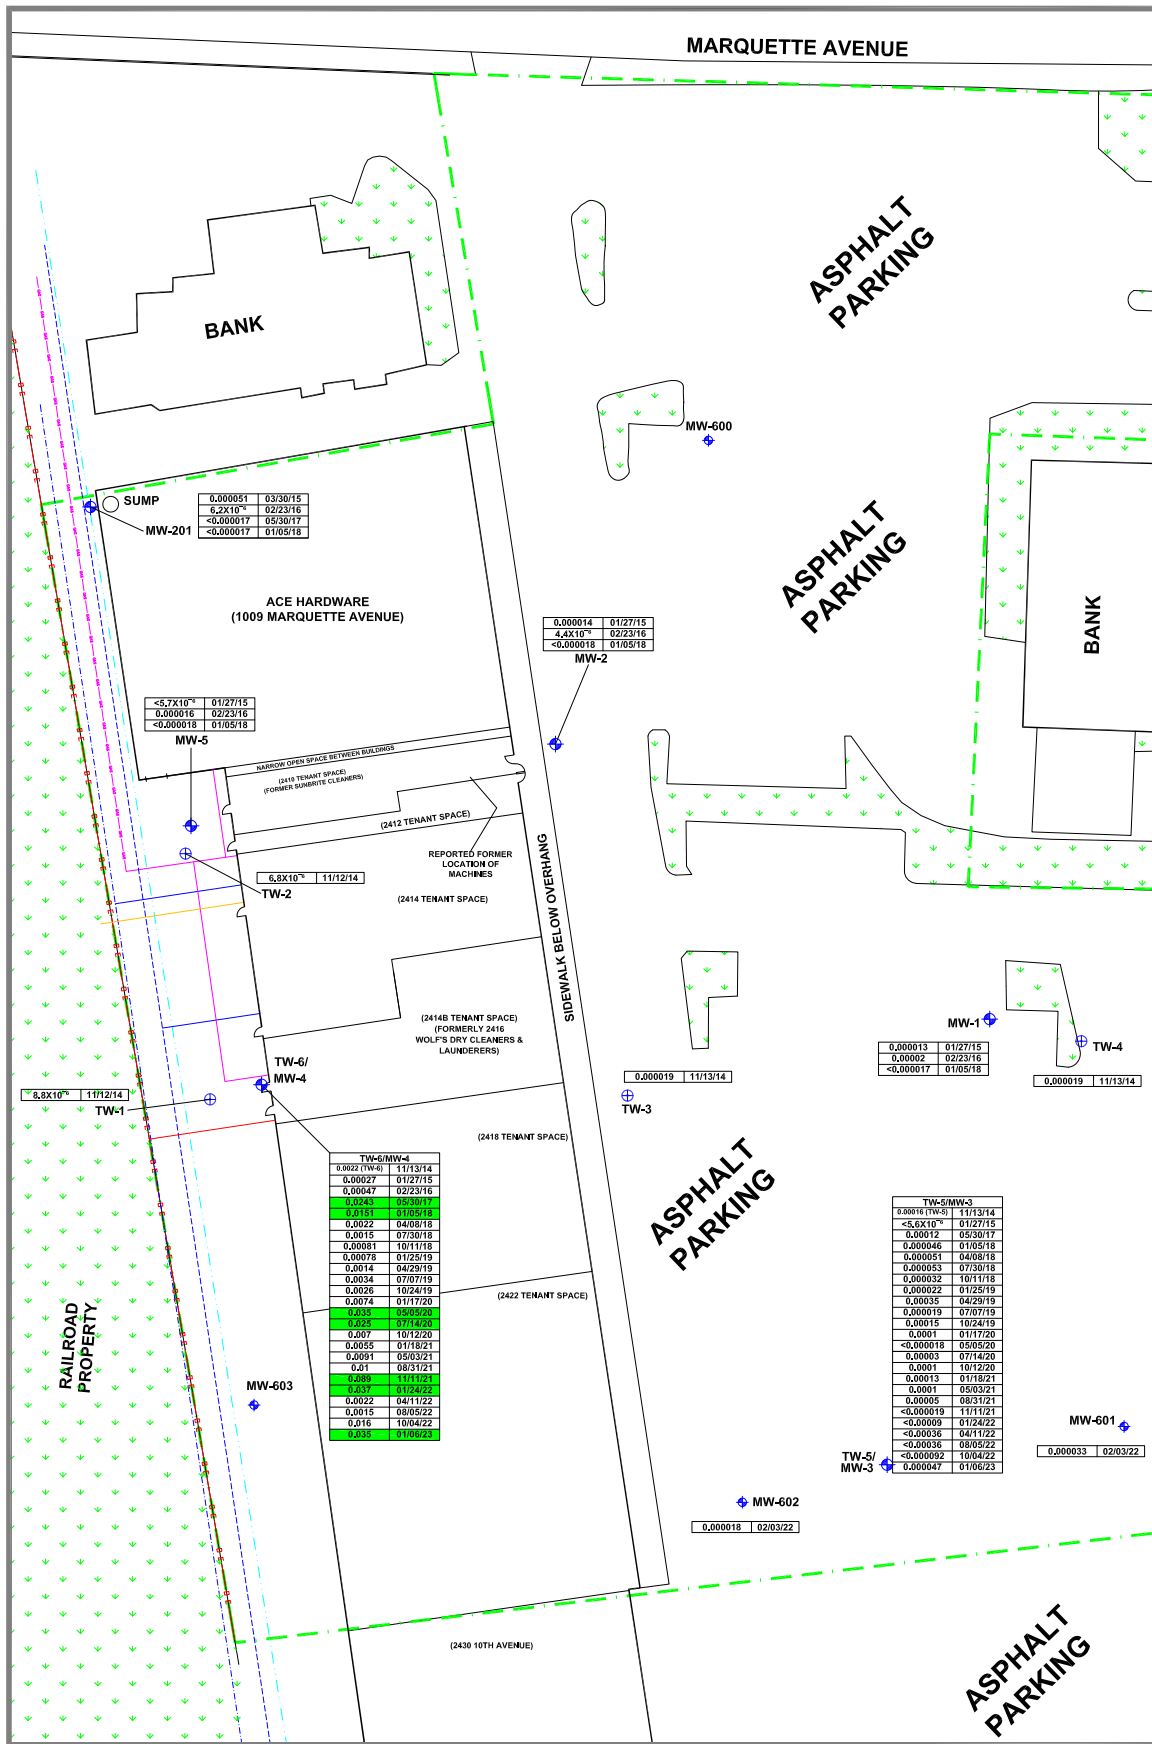 MARQUETTE AVENUE
ASPHALT
PARKING
BANK
MW-600
SUMP
MW-201
0.000051 03/30/15
6.2X10⁻⁶ 02/23/16
<0.000017 05/30/17
<0.000017 01/05/18
ASPHALT
PARKING
ACE HARDWARE
(1009 MARQUETTE AVENUE)
BANK
0.000014 01/27/15
4.4X10⁻⁶ 02/23/16
<0.000018 01/05/18
MW-2
<5.7X10⁻⁶ 01/27/15
0.000016 02/23/16
<0.000018 01/05/18
MW-5
NARROW OPEN SPACE BETWEEN BUILDINGS
(2410 TENANT SPACE)
(FORMER SUNBRITE CLEANERS)
(2412 TENANT SPACE)
REPORTED FORMER
LOCATION OF
MACHINES
6.8X10⁻⁶ 11/12/14
TW-2
(2414 TENANT SPACE)
SIDEWALK BELOW OVERHANG
(2414B TENANT SPACE)
(FORMERLY 2416
WOLF'S DRY CLEANERS &
LAUNDERERS)
MW-1
0.000013 01/27/15
0.00002 02/23/16
<0.000017 01/05/18
TW-4
0.000019 11/13/14
TW-6/
MW-4
0.000019 11/13/14
TW-3
8.8X10⁻⁶ 11/12/14
TW-1
(2418 TENANT SPACE)
TW-6/MW-4
0.0022 (TW-6) 11/13/14
0.00027 01/27/15
0.00047 02/23/16
0.0243 05/30/17
0.0151 01/05/18
0.0022 04/08/18
0.0015 07/30/18
0.00081 10/11/18
0.00078 01/25/19
0.0014 04/29/19
0.0034 07/07/19
0.0026 10/24/19
0.0074 01/17/20
0.035 05/05/20
0.025 07/14/20
0.007 10/12/20
0.0055 01/18/21
0.0091 05/03/21
0.01 08/31/21
0.089 11/11/21
0.037 01/24/22
0.0022 04/11/22
0.0015 08/05/22
0.016 10/04/22
0.035 01/06/23
ASPHALT
PARKING
TW-5/MW-3
0.00016 (TW-5) 11/13/14
<5.6X10⁻⁶ 01/27/15
0.00012 05/30/17
0.000046 01/05/18
0.000051 04/08/18
0.000053 07/30/18
0.000032 10/11/18
0.000022 01/25/19
0.00035 04/29/19
0.000019 07/07/19
0.00015 10/24/19
0.0001 01/17/20
<0.000018 05/05/20
0.00003 07/14/20
0.0001 10/12/20
0.00013 01/18/21
0.0001 05/03/21
0.00005 08/31/21
<0.000019 11/11/21
<0.00009 01/24/22
<0.00036 04/11/22
<0.00036 08/05/22
<0.000092 10/04/22
0.000047 01/06/23
(2422 TENANT SPACE)
RAILROAD
PROPERTY
MW-603
MW-601
0.000033 02/03/22
TW-5/
MW-3
MW-602
0.000018 02/03/22
(2430 10TH AVENUE)
ASPHALT
PARKING